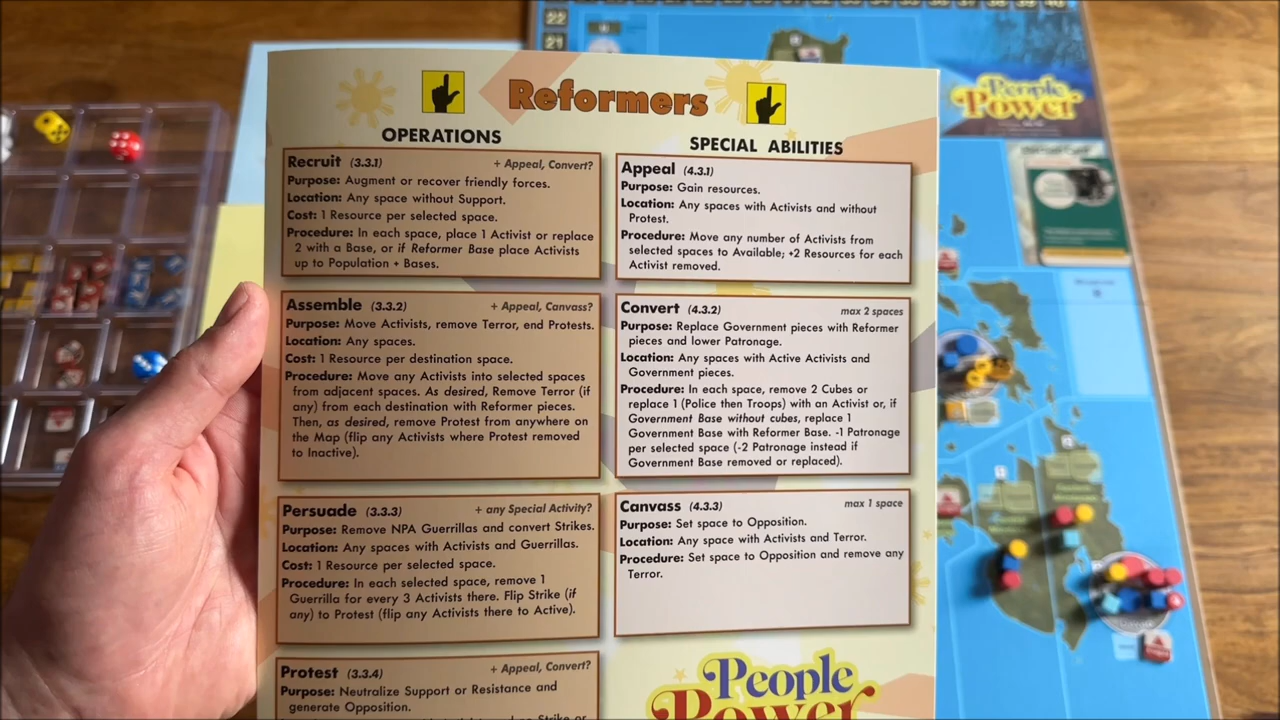 Reformers
OPERATIONS
Recruit (3.3.1) + Appeal, Convert?
Purpose: Augment or recover friendly forces.
Location: Any space without Support.
Cost: 1 Resource per selected space.
Procedure: In each space, place 1 Activist or replace
2 with a Base, or if Reformer Base place Activists
up to Population + Bases.
Assemble (3.3.2) + Appeal, Canvass?
Purpose: Move Activists, remove Terror, end Protests.
Location: Any spaces.
Cost: 1 Resource per destination space.
Procedure: Move any Activists into selected spaces
from adjacent spaces. As desired, Remove Terror (if
any) from each destination with Reformer pieces.
Then, as desired, remove Protest from anywhere on
the Map (flip any Activists where Protest removed
to Inactive).
Persuade (3.3.3) + any Special Activity?
Purpose: Remove NPA Guerrillas and convert Strikes.
Location: Any spaces with Activists and Guerrillas.
Cost: 1 Resource per selected space.
Procedure: In each selected space, remove 1
Guerrilla for every 3 Activists there. Flip Strike (if
any) to Protest (flip any Activists there to Active).
Protest (3.3.4) + Appeal, Convert?
Purpose: Neutralize Support or Resistance and
generate Opposition.
SPECIAL ABILITIES
Appeal (4.3.1)
Purpose: Gain resources.
Location: Any spaces with Activists and without
Protest.
Procedure: Move any number of Activists from
selected spaces to Available; +2 Resources for each
Activist removed.
Convert (4.3.2) max 2 spaces
Purpose: Replace Government pieces with Reformer
pieces and lower Patronage.
Location: Any spaces with Active Activists and
Government pieces.
Procedure: In each space, remove 2 Cubes or
replace 1 (Police then Troops) with an Activist or, if
Government Base without cubes, replace 1
Government Base with Reformer Base. -1 Patronage
per selected space (-2 Patronage instead if
Government Base removed or replaced).
Canvass (4.3.3) max 1 space
Purpose: Set space to Opposition.
Location: Any space with Activists and Terror.
Procedure: Set space to Opposition and remove any
Terror.
People
Power
22
21
People
Power